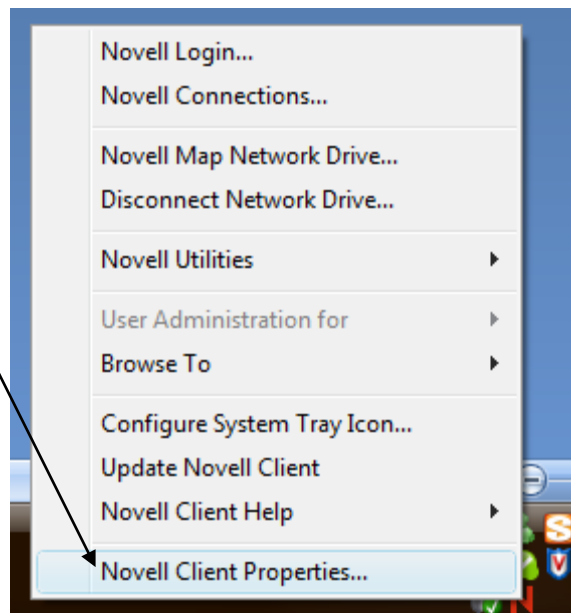 Novell Login...
Novell Connections...
Novell Map Network Drive...
Disconnect Network Drive...
Novell Utilities
User Administration for
Browse To
Configure System Tray Icon...
Update Novell Client
Novell Client Help
Novell Client Properties...